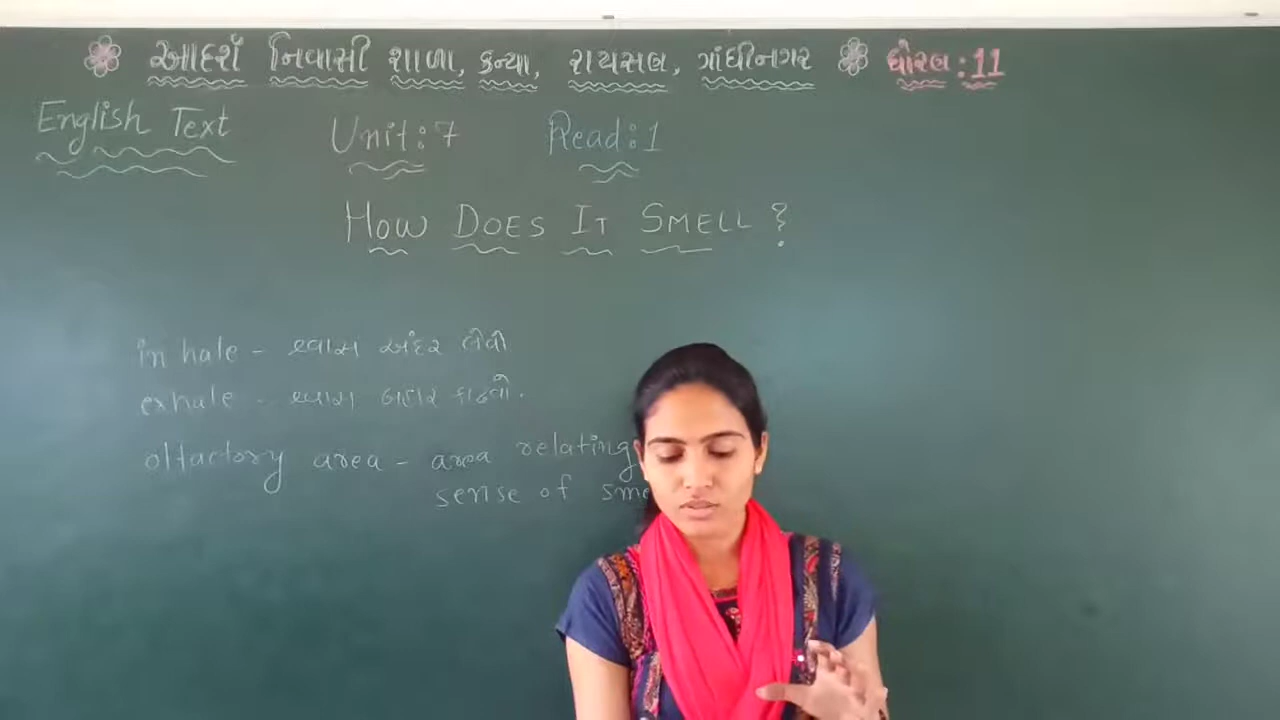 આદર્શ નિવાસી શાળા, કન્યા, રાયસણ, ગાંધીનગર ધોરણ : 11
English Text Unit : 7 Read : 1
HOW DOES IT SMELL ?
inhale - શ્વાસ અંદર લેવો
exhale - શ્વાસ બહાર કાઢવો.
olfactory area - area relating
sense of